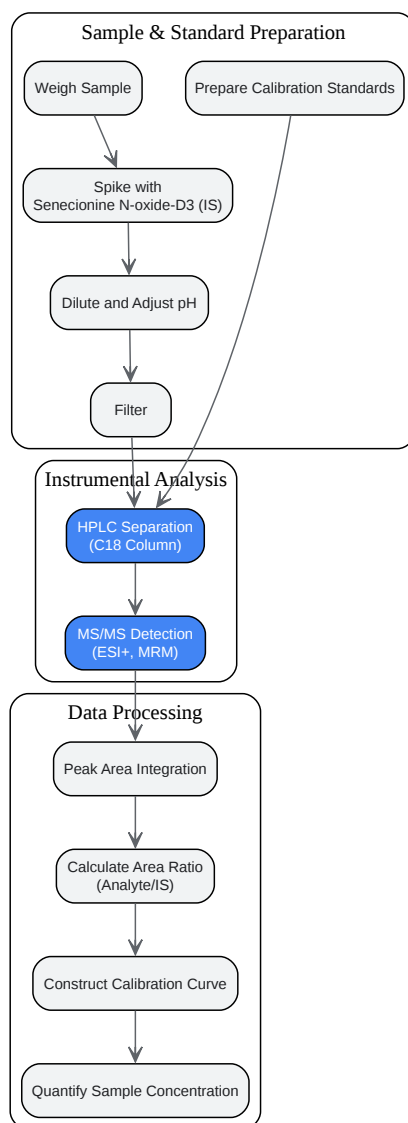 Sample & Standard Preparation
Weigh Sample
Prepare Calibration Standards
Spike with
Senecionine N-oxide-D3 (IS)
Dilute and Adjust pH
Filter
Instrumental Analysis
HPLC Separation
(C18 Column)
MS/MS Detection
(ESI+, MRM)
Data Processing
Peak Area Integration
Calculate Area Ratio
(Analyte/IS)
Construct Calibration Curve
Quantify Sample Concentration